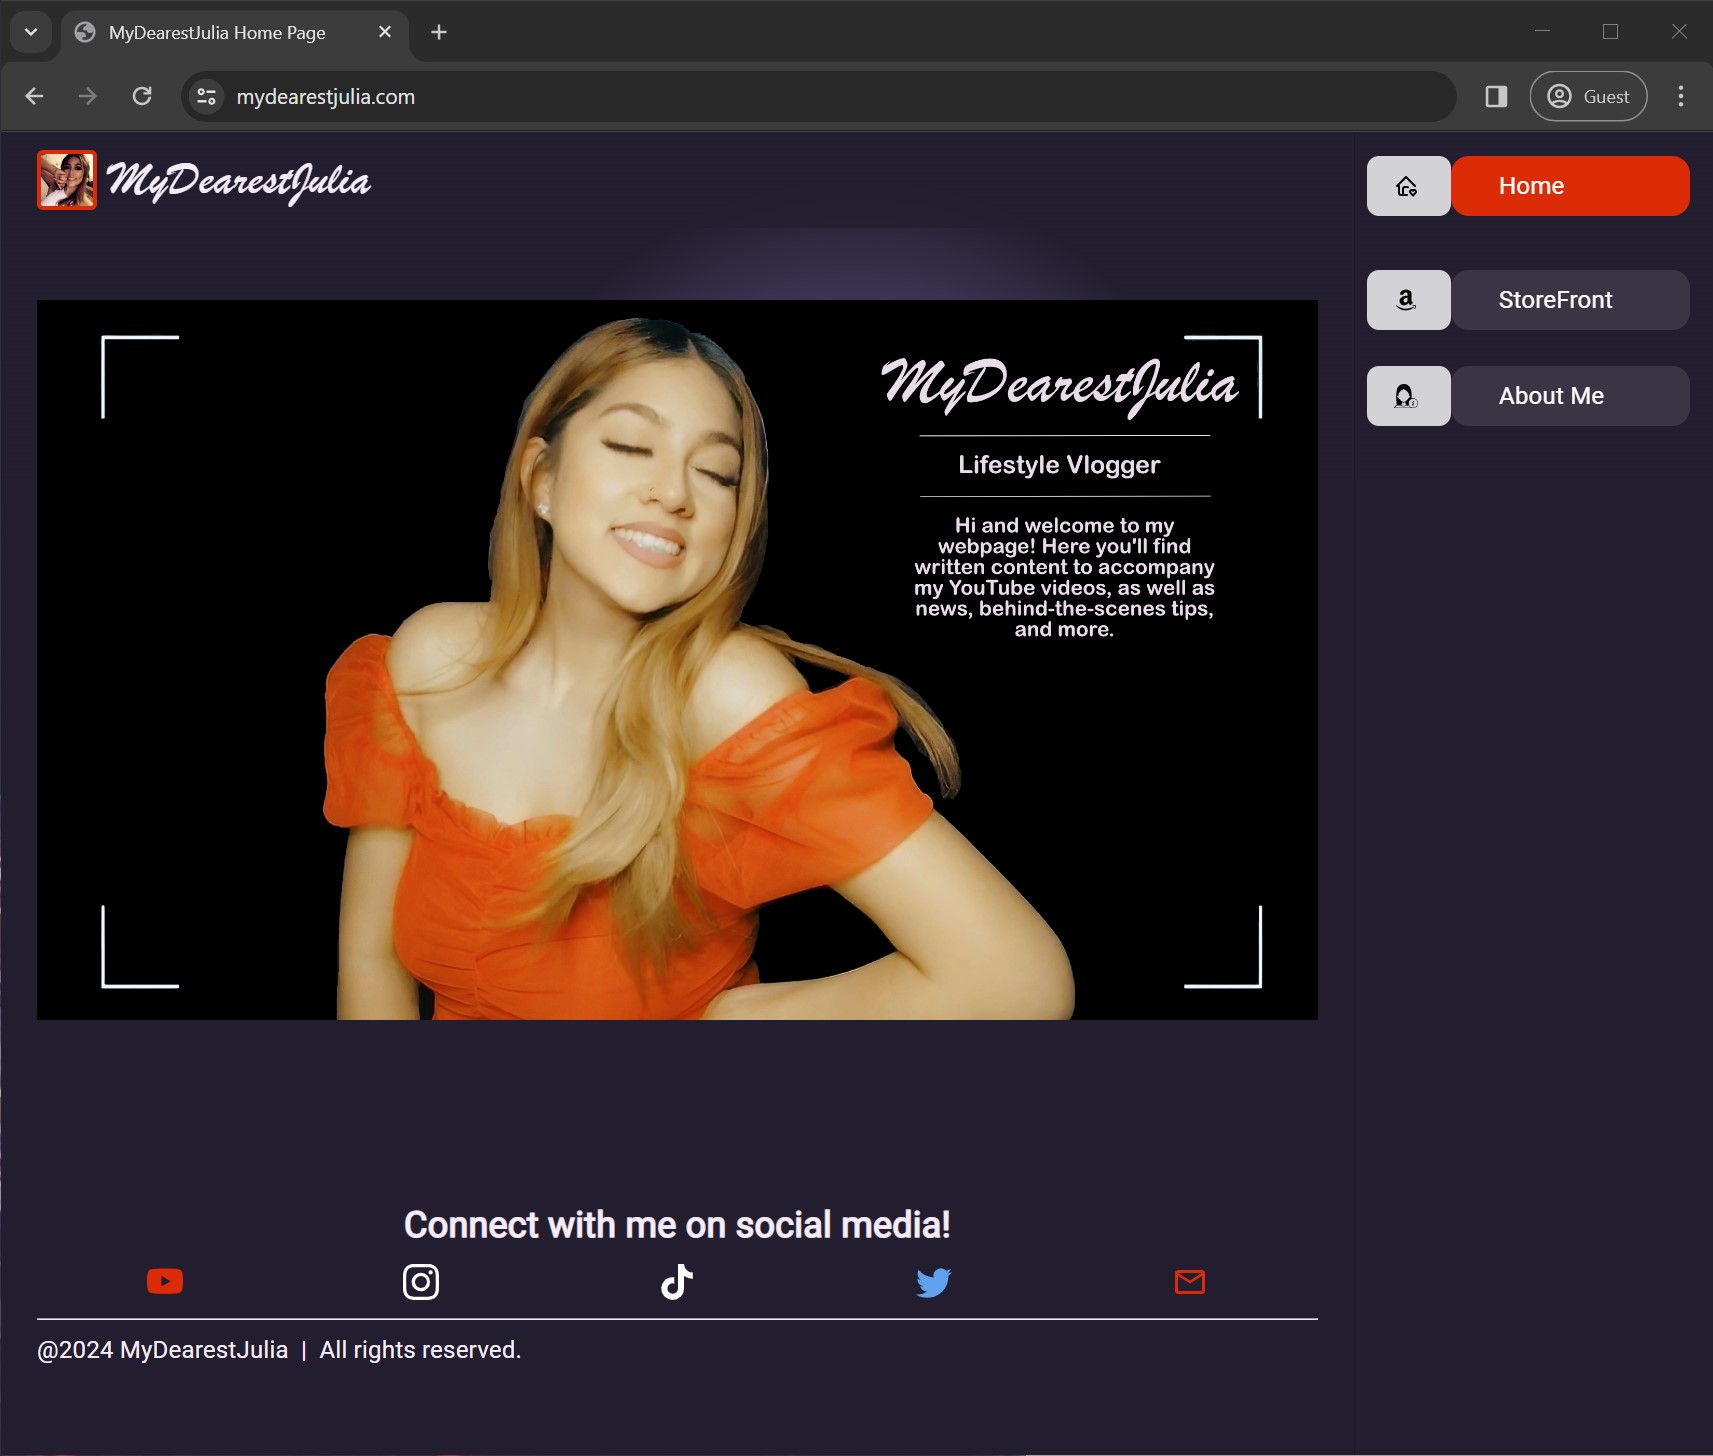 MyDearestJulia Home Page
mydearestjulia.com
Guest
MyDearestJulia
Home
StoreFront
About Me
MyDearestJulia
Lifestyle Vlogger
Hi and welcome to my
webpage! Here you'll find
written content to accompany
my YouTube videos, as well as
news, behind-the-scenes tips,
and more.
Connect with me on social media!
@2024 MyDearestJulia | All rights reserved.